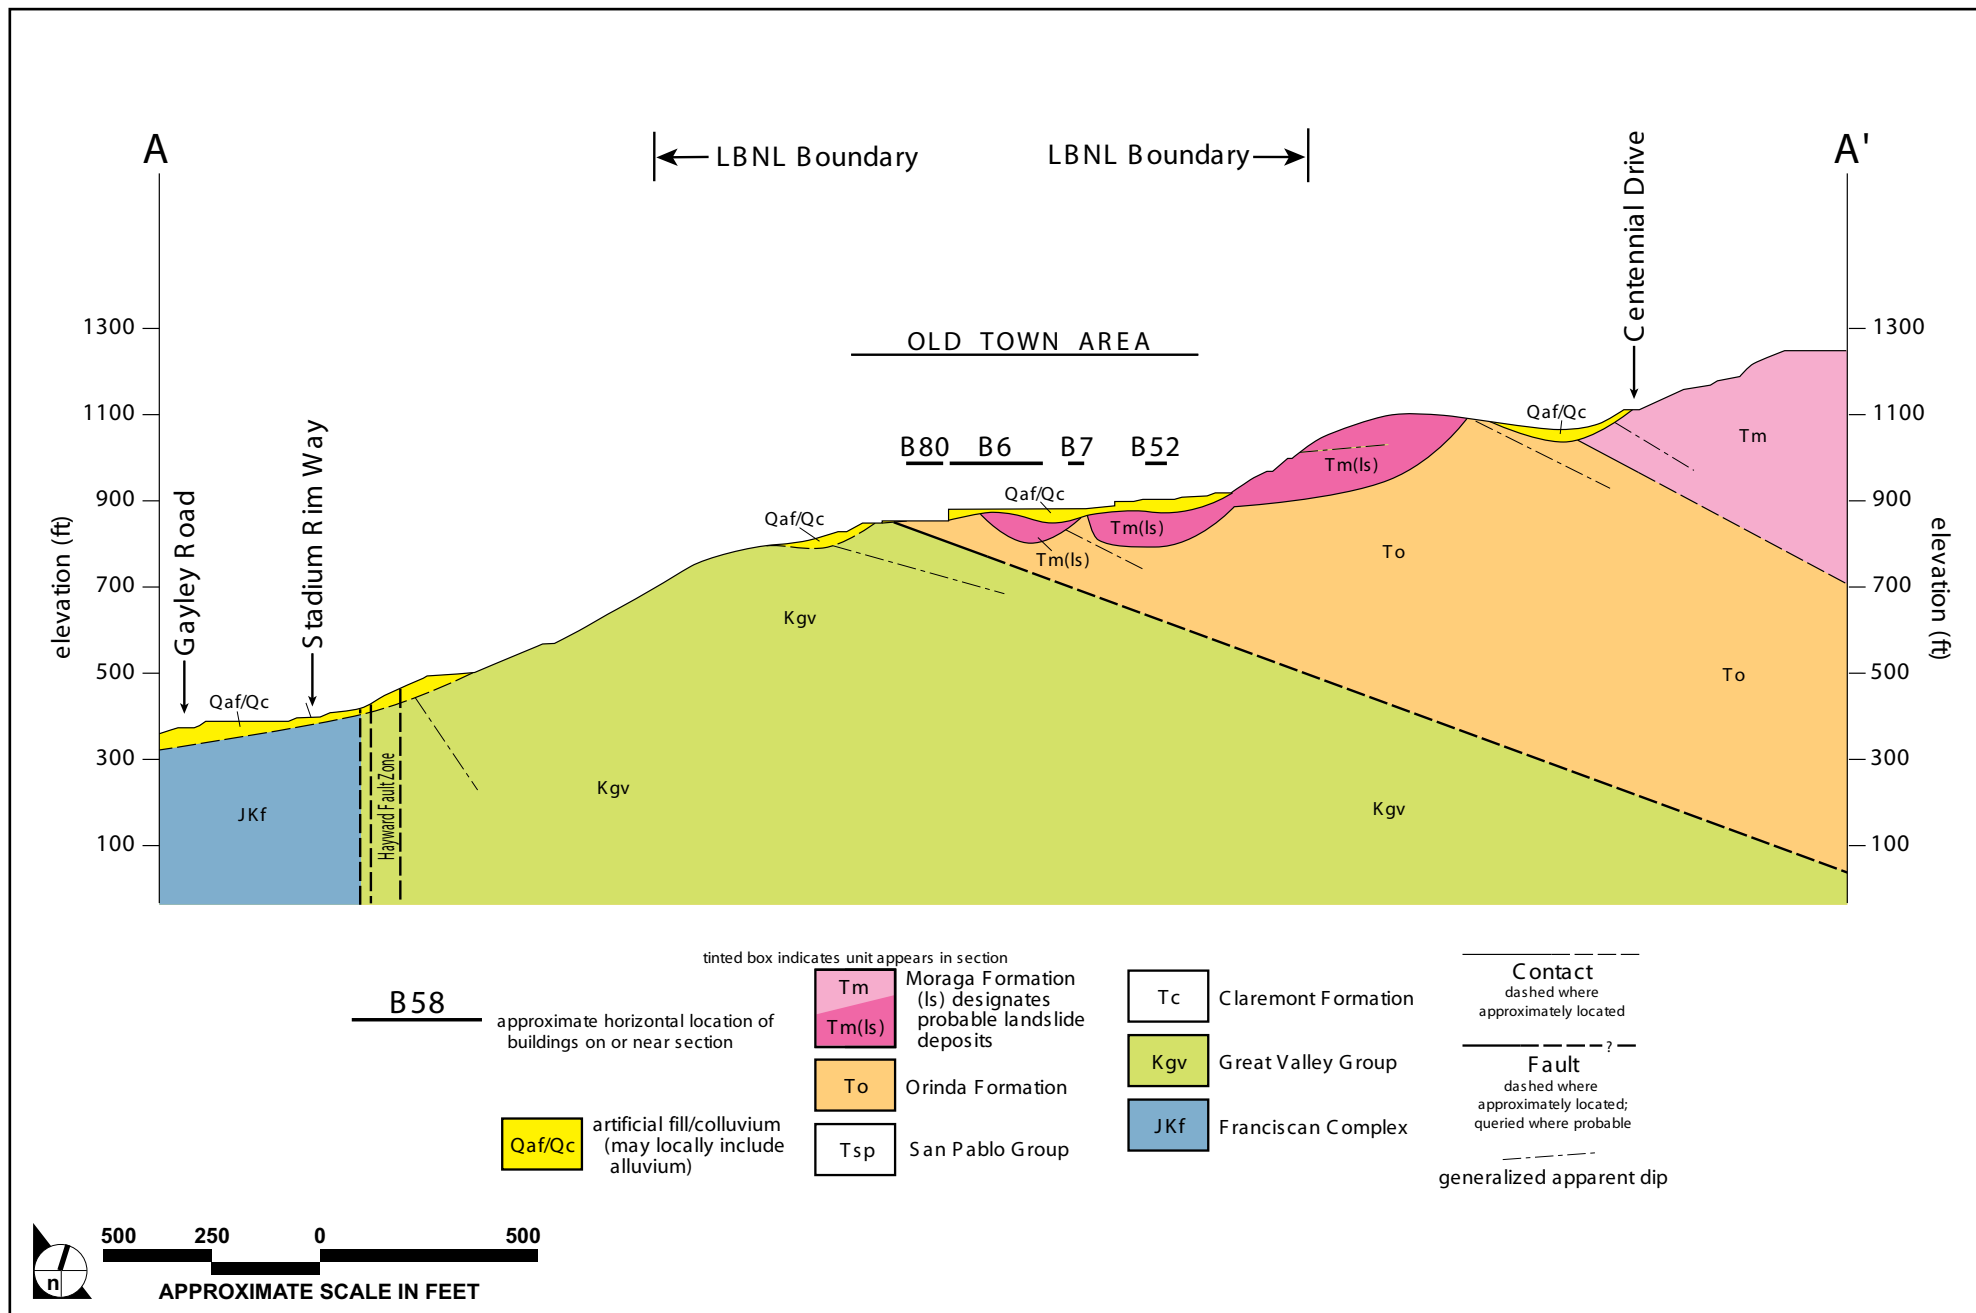 A
A'
LBNL Boundary
LBNL Boundary
Centennial Drive
OLD TOWN AREA
B80
B6
B7
B52
Gayley Road
Stadium Rim Way
elevation (ft)
1300
1100
900
700
500
300
100
1300
1100
900
700
500
300
100
elevation (ft)
Qaf/Qc
Qaf/Qc
Qaf/Qc
Qaf/Qc
Tm
Tm(ls)
Tm(ls)
Tm(ls)
To
To
Kgv
Kgv
Kgv
JKf
Hayward Fault Zone
tinted box indicates unit appears in section
B58
approximate horizontal location of
buildings on or near section
Qaf/Qc
artificial fill/colluvium
(may locally include
alluvium)
Tm
Tm(ls)
Moraga Formation
(ls) designates
probable landslide
deposits
To
Orinda Formation
Tsp
San Pablo Group
Tc
Claremont Formation
Kgv
Great Valley Group
JKf
Franciscan Complex
Contact
dashed where
approximately located
?
Fault
dashed where
approximately located;
queried where probable
generalized apparent dip
n
500 250 0 500
APPROXIMATE SCALE IN FEET